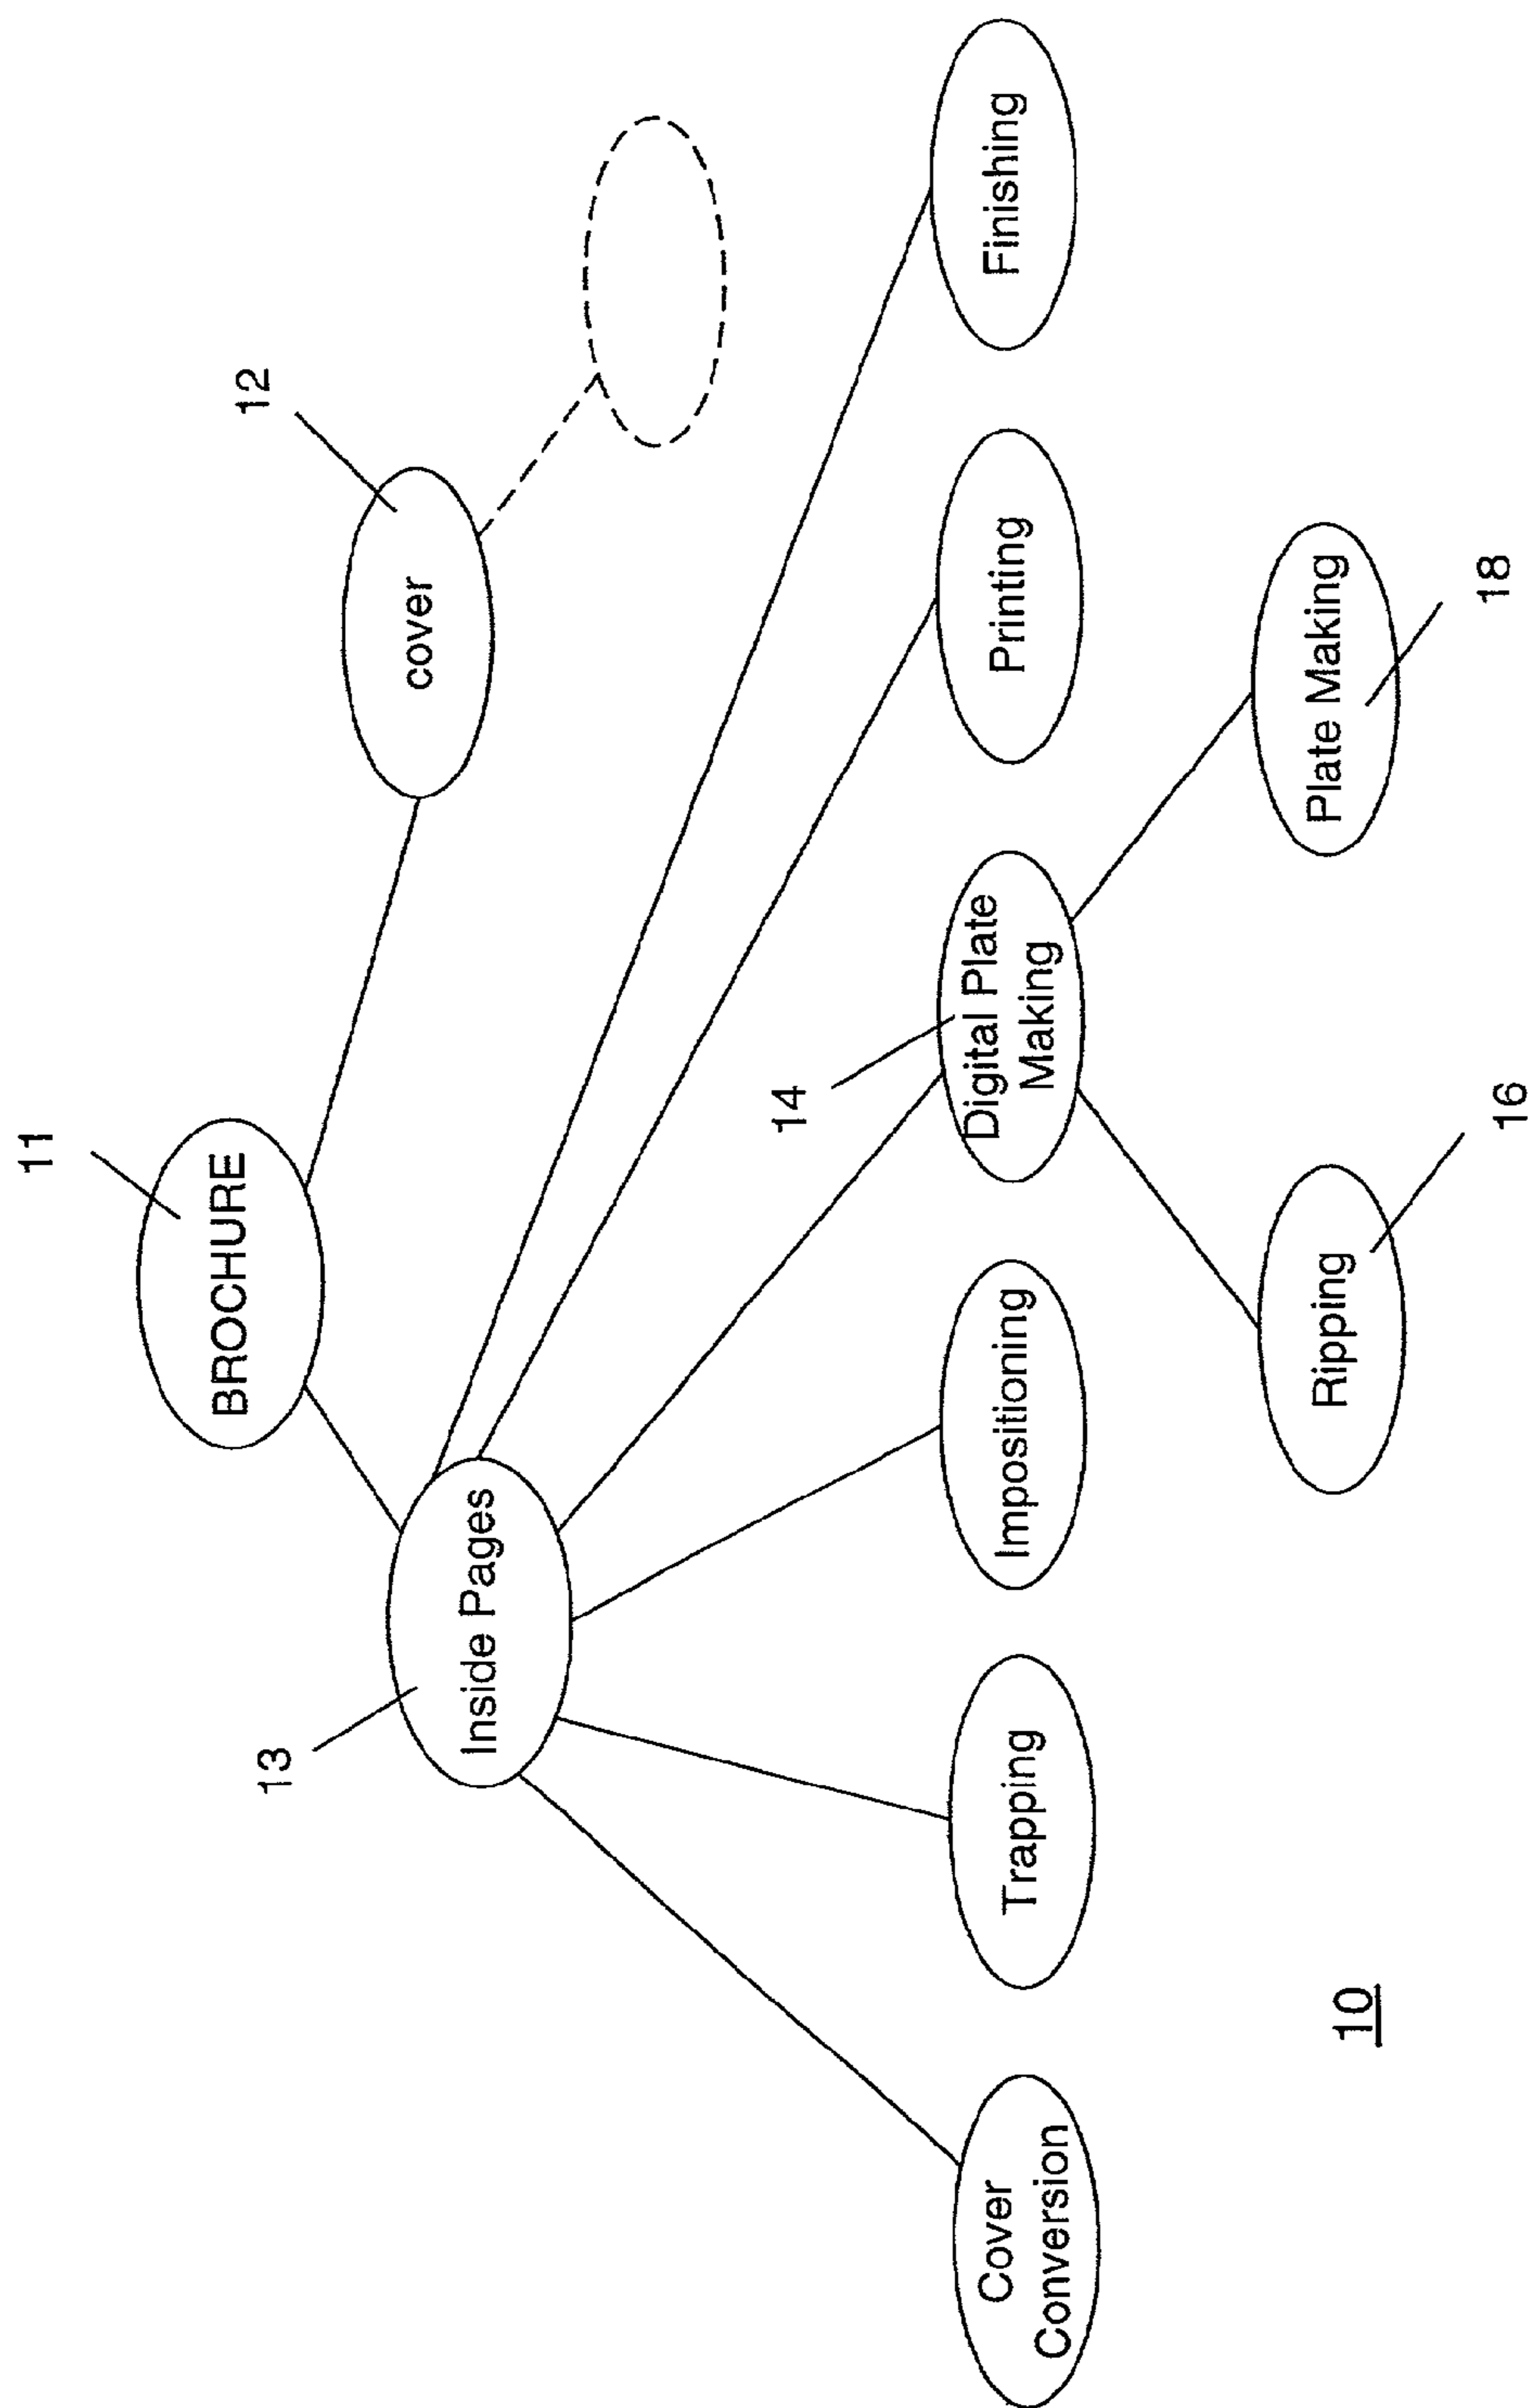 11
BROCHURE
12
cover
13
Inside Pages
14
Cover
Conversion
Trapping
Impositioning
Digital Plate
Making
Printing
Finishing
Ripping
16
Plate Making
18
10